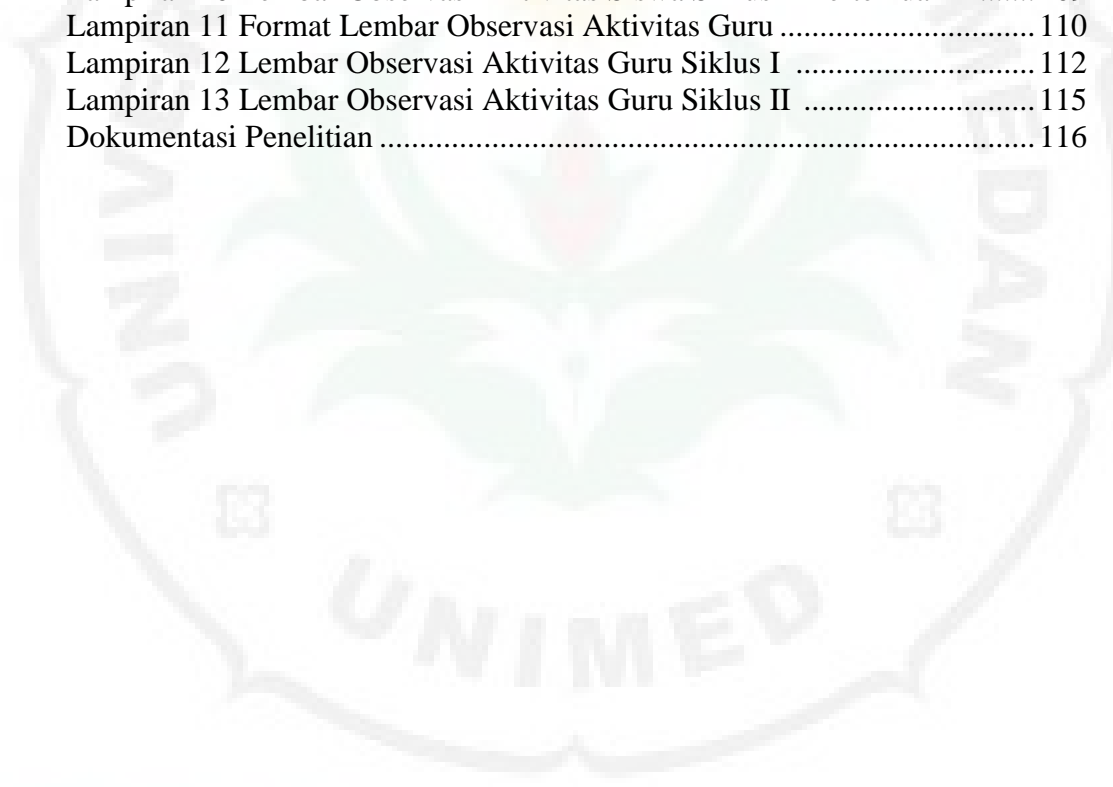 Lampiran 11 Format Lembar Observasi Aktivitas Guru ................................ 110
Lampiran 12 Lembar Observasi Aktivitas Guru Siklus I .............................. 112
Lampiran 13 Lembar Observasi Aktivitas Guru Siklus II ............................. 115
Dokumentasi Penelitian .................................................................................. 116
UNIMED